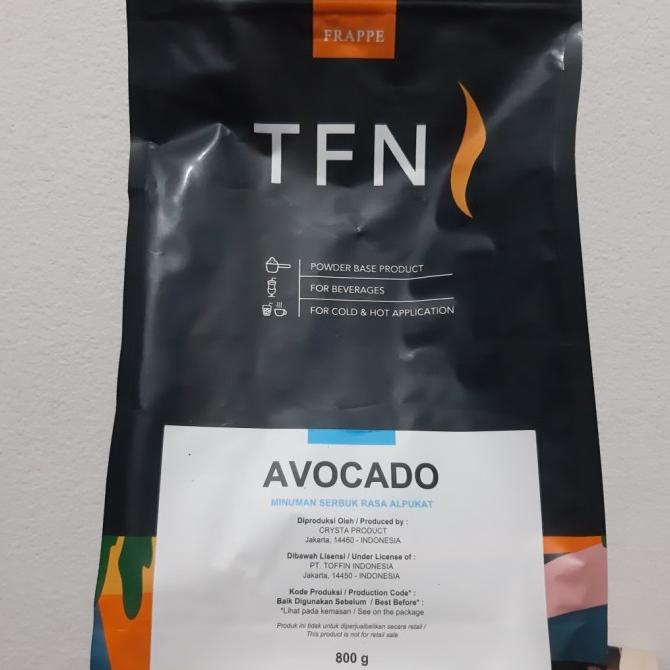 FRAPPE
TFN
POWDER BASE PRODUCT
FOR BEVERAGES
FOR COLD & HOT APPLICATION
AVOCADO
MINUMAN SERBUK RASA ALPUKAT
Diproduksi Oleh / Produced by :
CRYSTA PRODUCT
Jakarta, 14460 - INDONESIA
Dibawah Lisensi / Under License of :
PT. TOFFIN INDONESIA
Jakarta, 14450 - INDONESIA
Kode Produksi / Production Code* :
Baik Digunakan Sebelum / Best Before* :
*Lihat pada kemasan / See on the package
Produk ini tidak untuk diperjualbelikan secara retail /
This product is not for retail sale
800 g